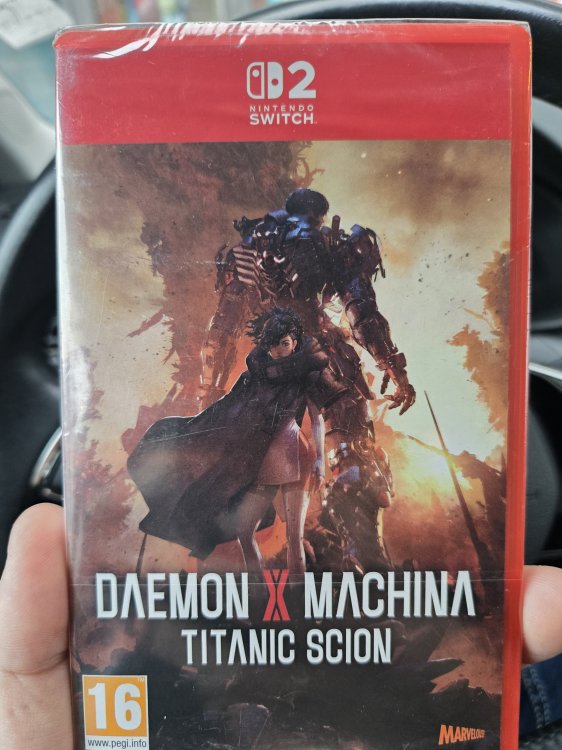 2
NINTENDO
SWITCH
DAEMON X MACHINA
TITANIC SCION
16
www.pegi.info
MARVELOUS